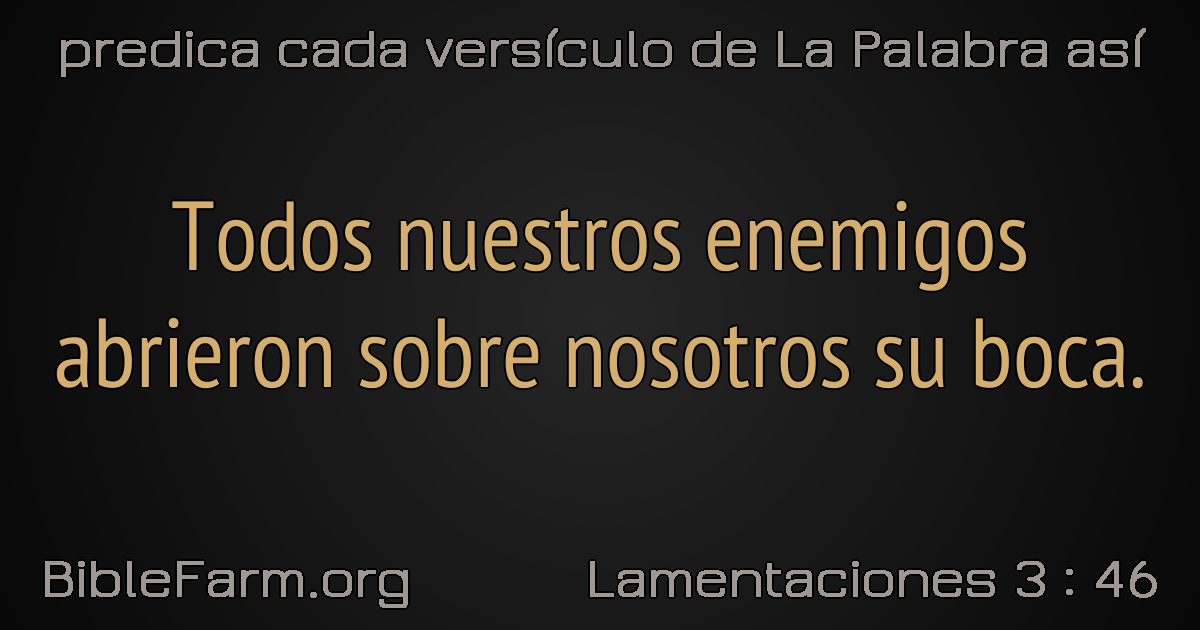 predica cada versículo de La Palabra así
Todos nuestros enemigos
abrieron sobre nosotros su boca.
BibleFarm.org
Lamentaciones 3 : 46